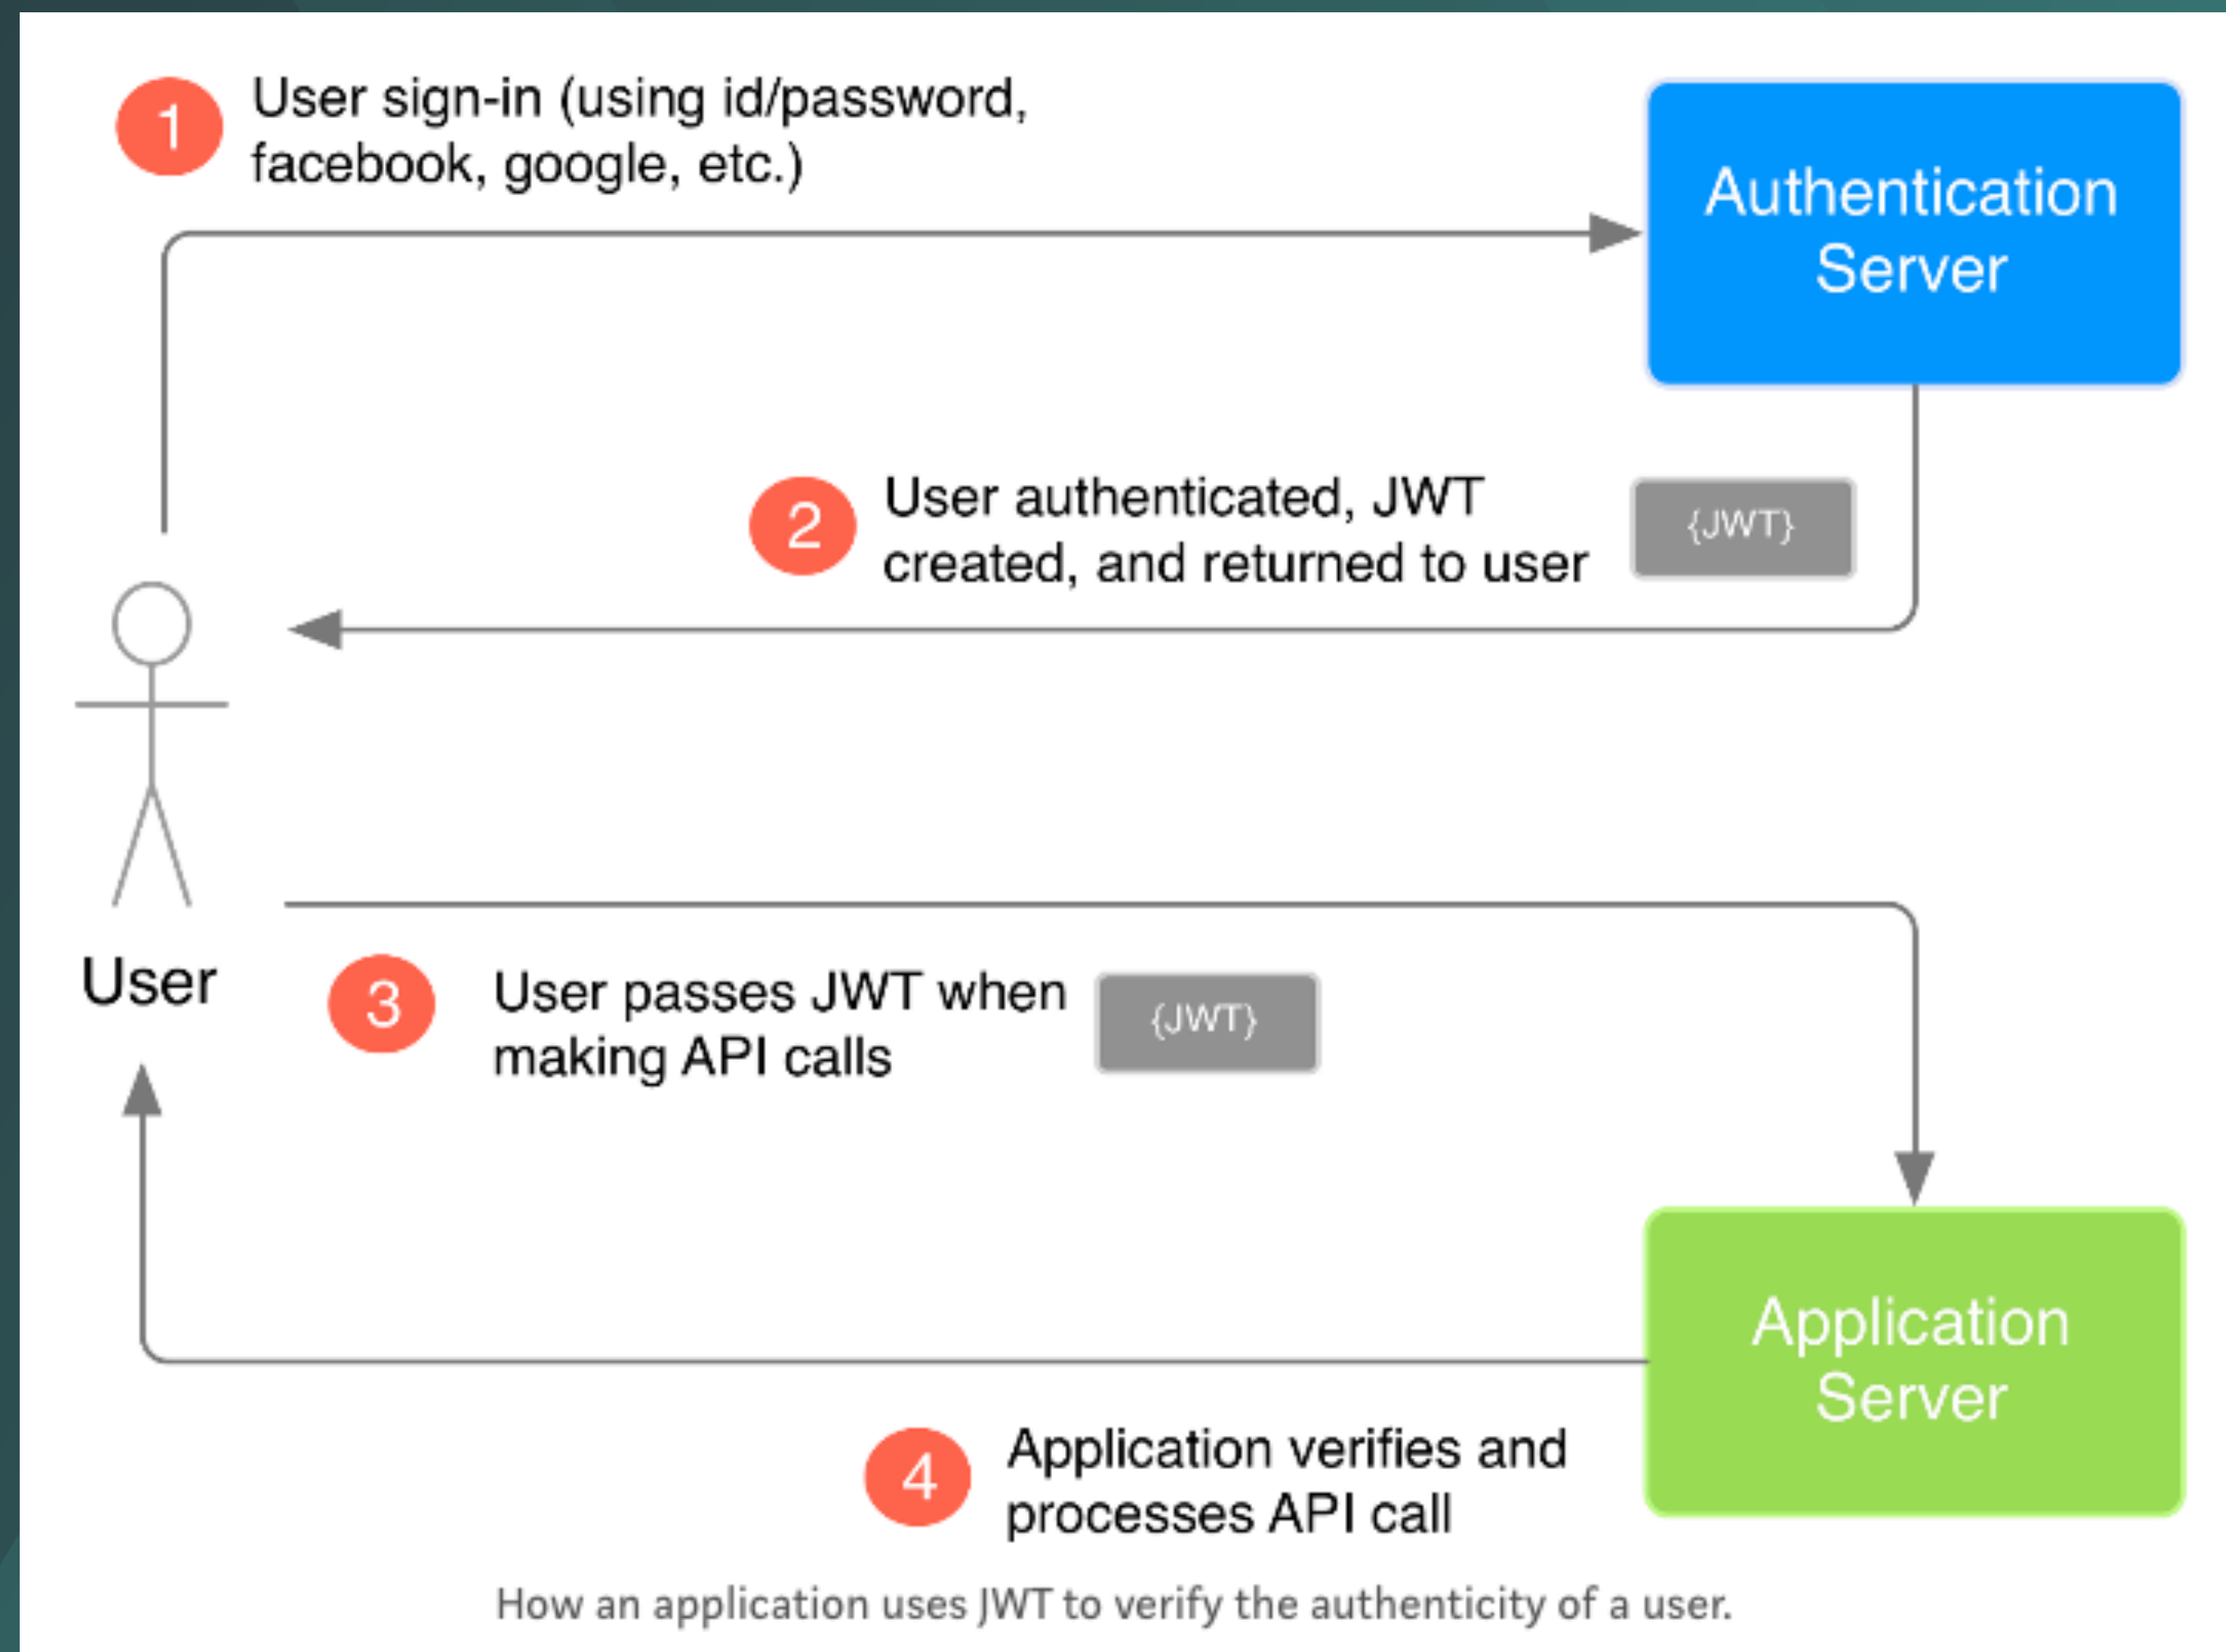 1
User sign-in (using id/password,
facebook, google, etc.)
Authentication
Server
2
User authenticated, JWT
created, and returned to user
{JWT}
User
3
User passes JWT when
making API calls
{JWT}
Application
Server
4
Application verifies and
processes API call
How an application uses JWT to verify the authenticity of a user.